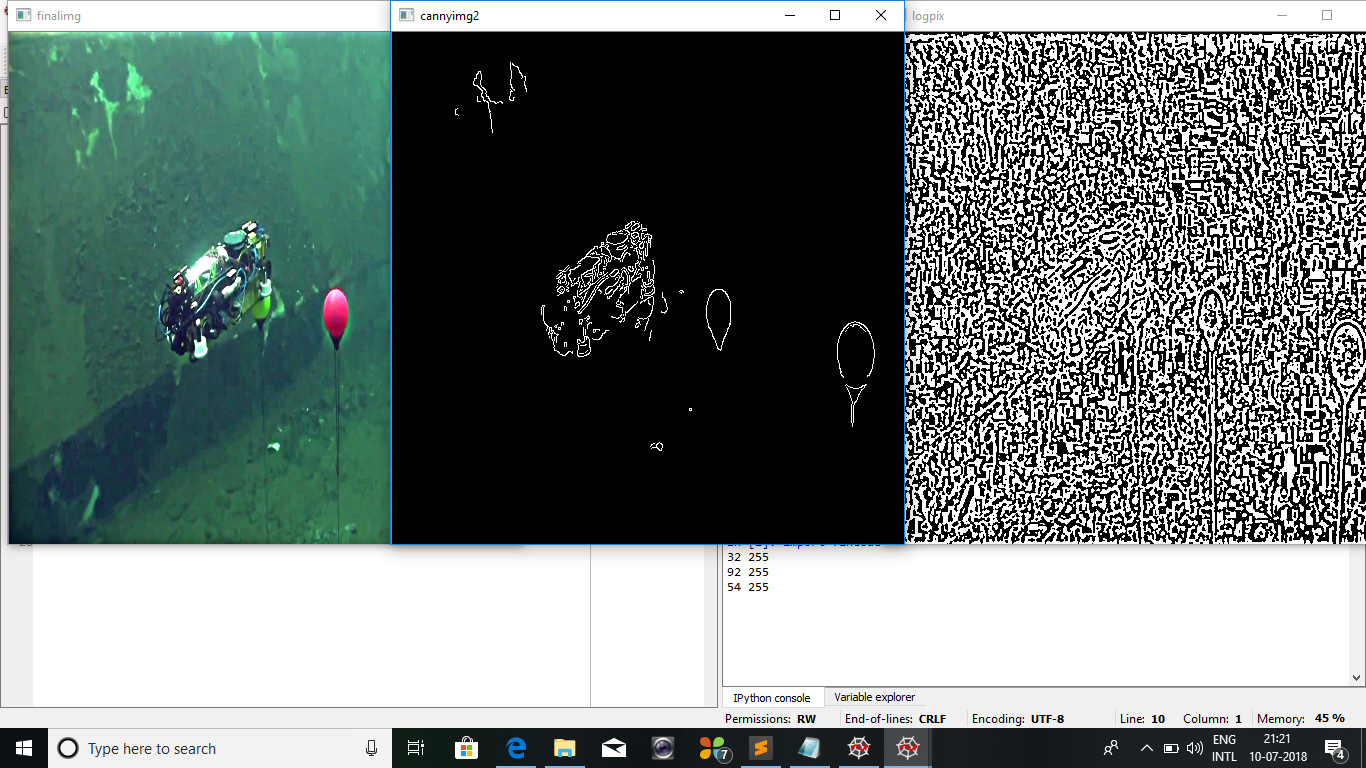 finalimg
cannyimg2
logpix
32 255
92 255
54 255
IPython console
Variable explorer
Permissions: RW
End-of-lines: CRLF
Encoding: UTF-8
Line: 10
Column: 1
Memory: 45 %
Type here to search
7
ENG
INTL
21:21
10-07-2018
4